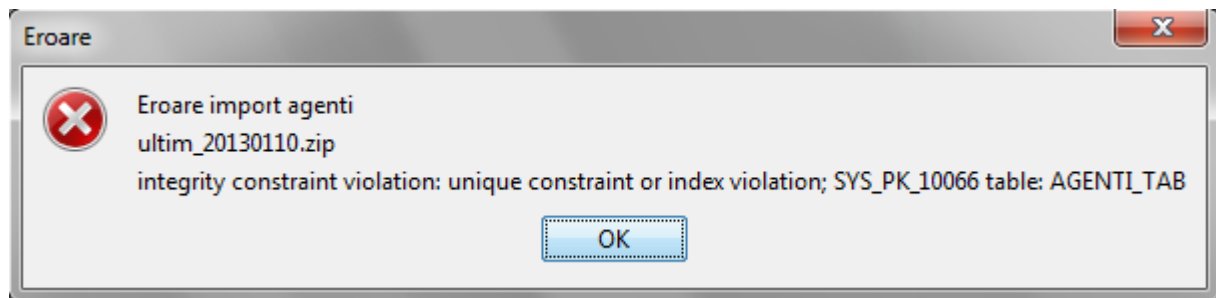 Eroare
Eroare import agenti
ultim_20130110.zip
integrity constraint violation: unique constraint or index violation; SYS_PK_10066 table: AGENTI_TAB
OK